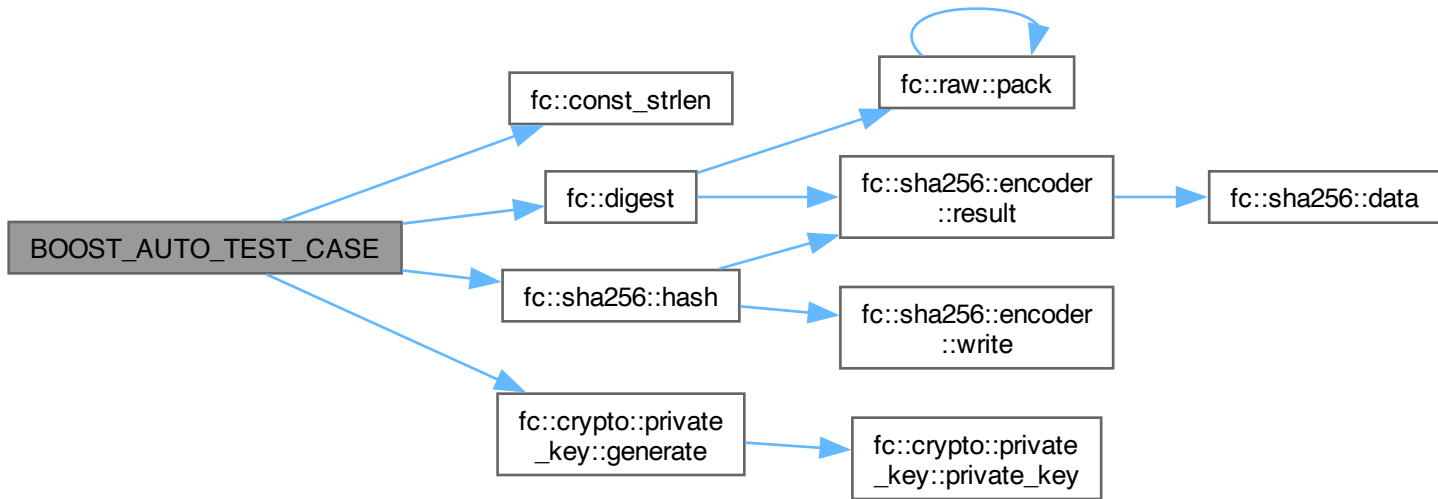 BOOST_AUTO_TEST_CASE
fc::const_strlen
fc::digest
fc::raw::pack
fc::sha256::encoder
::result
fc::sha256::data
fc::sha256::hash
fc::sha256::encoder
::write
fc::crypto::private
_key::generate
fc::crypto::private
_key::private_key